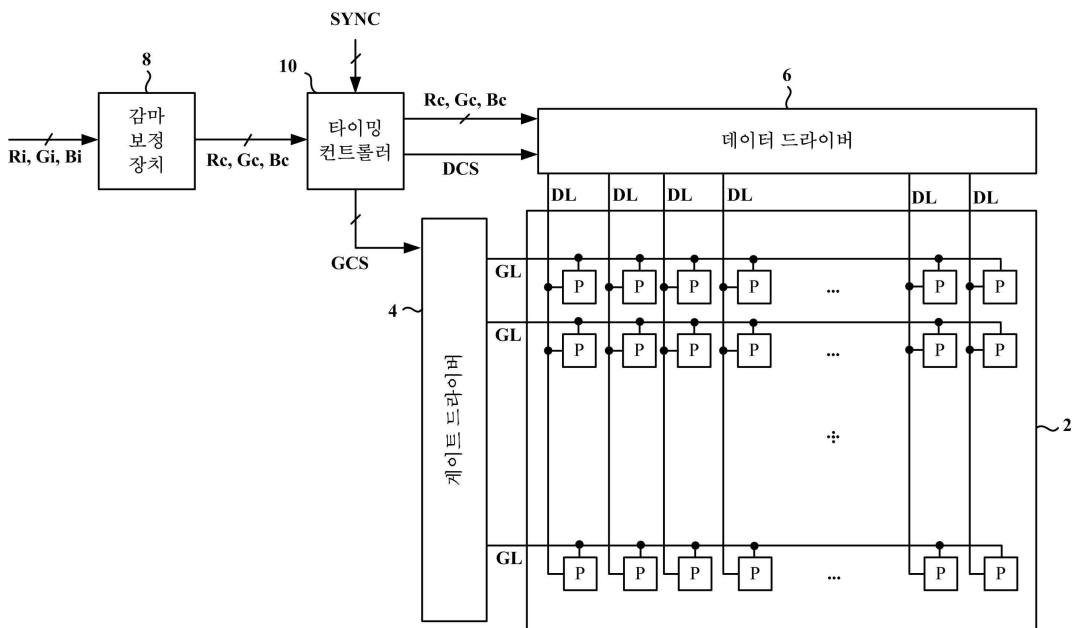 SYNC
8
10
6
감마
보정
장치
타이밍
컨트롤러
데이터 드라이버
Ri, Gi, Bi
Rc, Gc, Bc
Rc, Gc, Bc
DCS
GCS
DL DL DL DL DL DL
4
게이트 드라이버
GL
P P P P ... P P
GL
P P P P ... P P
2
GL
P P P P ... P P